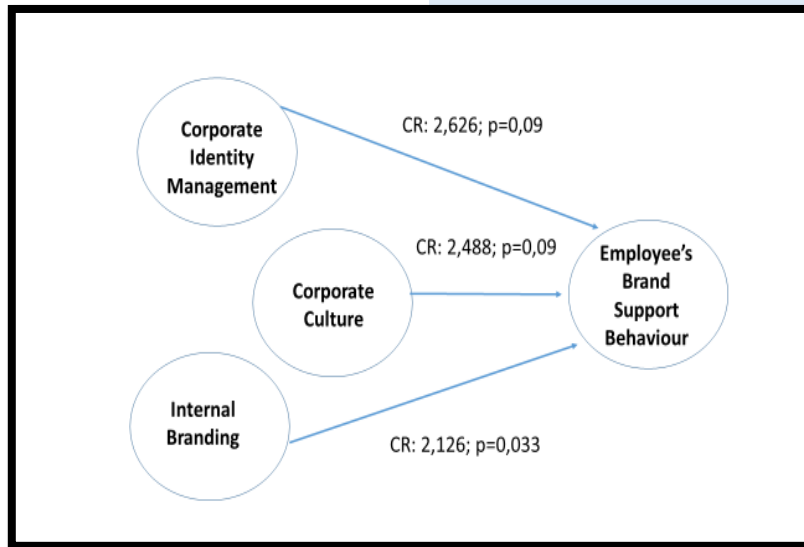 Corporate
Identity
Management
CR: 2,626; p=0,09
Corporate
Culture
CR: 2,488; p=0,09
Employee's
Brand
Support
Behaviour
Internal
Branding
CR: 2,126; p=0,033